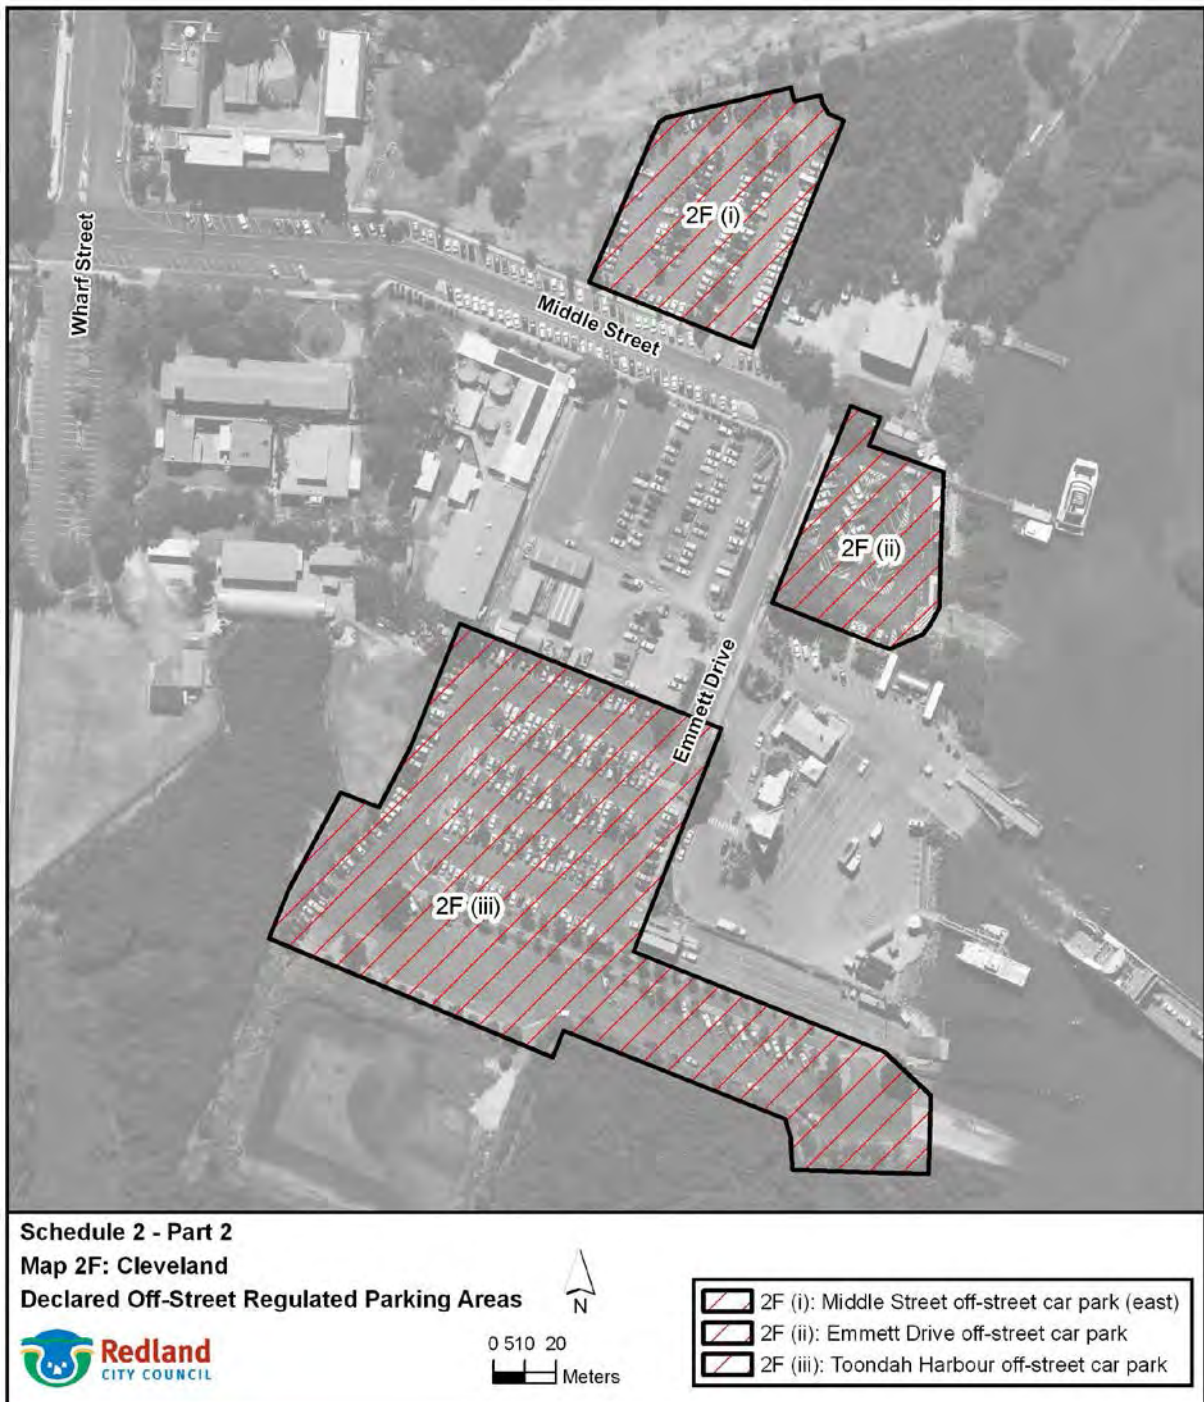 2F (i)
Wharf Street
Middle Street
2F (ii)
Emmett Drive
2F (iii)
Schedule 2 - Part 2
Map 2F: Cleveland
Declared Off-Street Regulated Parking Areas
N
Redland
CITY COUNCIL
0 510 20
Meters
2F (i): Middle Street off-street car park (east)
2F (ii): Emmett Drive off-street car park
2F (iii): Toondah Harbour off-street car park